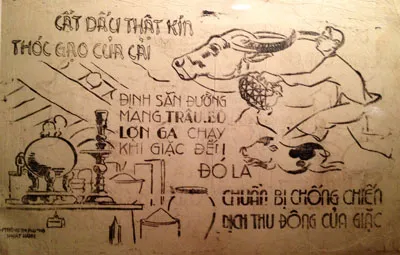 CẤT DẤU THẬT KÍN
THÓC GẠO CỦA CẢI
ĐỊNH SẴN ĐƯỜNG
MANG TRÂU, BÒ
LỢN GÀ CHẠY
KHI GIẶC ĐẾN!
ĐÓ LÀ
CHUẨN BỊ CHỐNG CHIẾN
DỊCH THU ĐÔNG CỦA GIẶC